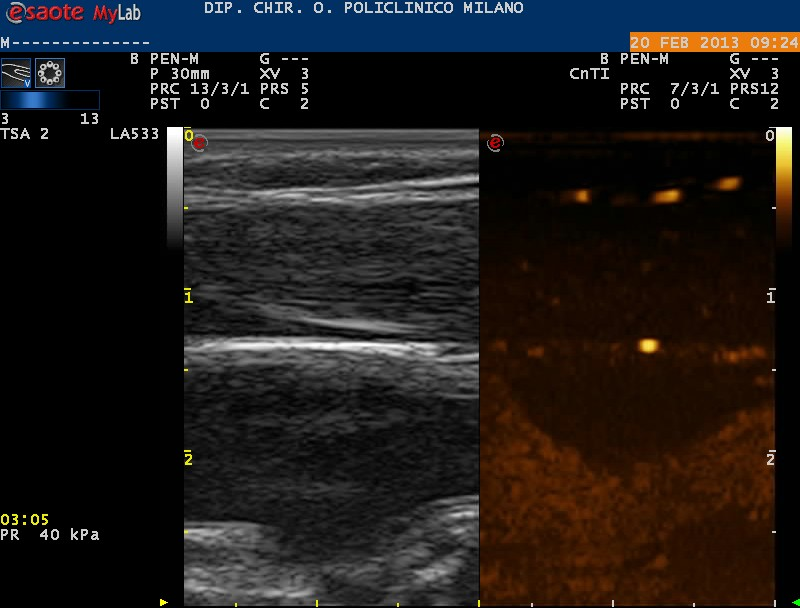 esaote MyLab
DIP. CHIR. O. POLICLINICO MILANO
M--------------
20 FEB 2013 09:24
B PEN-M G ---
P 30mm XV 3
PRC 13/3/1 PRS 5
PST 0 C 2
B PEN-M G ---
CnTI XV 3
PRC 7/3/1 PRS12
PST 0 C 2
V
3 13
TSA 2 LA533
0 e e 0
1 1
2 2
03:05
PR 40 kPa